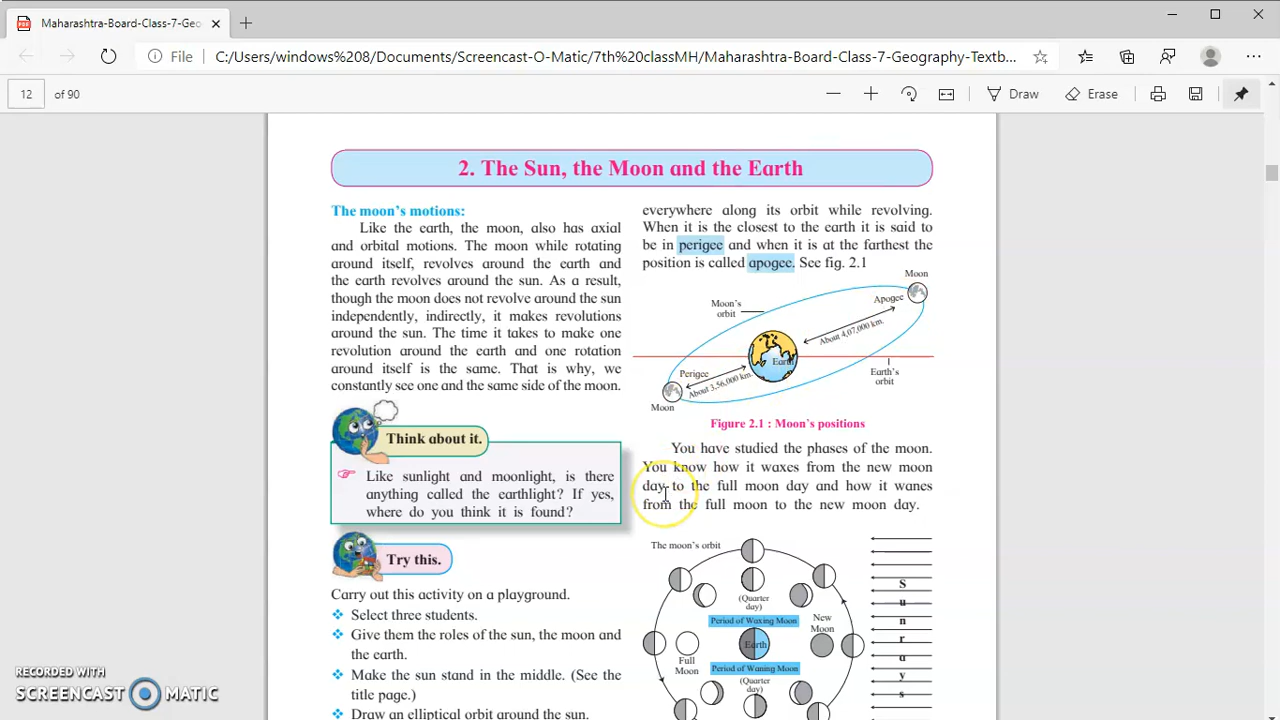 Maharashtra-Board-Class-7-Geo
File
C:/Users/windows%208/Documents/Screencast-O-Matic/7th%20classMH/Maharashtra-Board-Class-7-Geography-Textb...
12
of 90
Draw
Erase
2. The Sun, the Moon and the Earth
The moon's motions:
Like the earth, the moon, also has axial
and orbital motions. The moon while rotating
around itself, revolves around the earth and
the earth revolves around the sun. As a result,
though the moon does not revolve around the sun
independently, indirectly, it makes revolutions
around the sun. The time it takes to make one
revolution around the earth and one rotation
around itself is the same. That is why, we
constantly see one and the same side of the moon.
Think about it.
Like sunlight and moonlight, is there
anything called the earthlight? If yes,
where do you think it is found?
Try this.
Carry out this activity on a playground.
❖ Select three students.
❖ Give them the roles of the sun, the moon and
the earth.
❖ Make the sun stand in the middle. (See the
title page.)
❖ Draw an elliptical orbit around the sun.
everywhere along its orbit while revolving.
When it is the closest to the earth it is said to
be in perigee and when it is at the farthest the
position is called apogee. See fig. 2.1
Moon
Apogee
Moon's
orbit
About 4,07,000 km.
Earth
Perigee
About 3,56,000 km.
Earth's
orbit
Moon
Figure 2.1 : Moon's positions
You have studied the phases of the moon.
You know how it waxes from the new moon
day to the full moon day and how it wanes
from the full moon to the new moon day.
The moon's orbit
(Quarter
day)
Period of Waxing Moon
New
Moon
Earth
Full
Moon
Period of Waning Moon
(Quarter
day)
S
u
n
r
a
y
s
RECORDED WITH
SCREENCAST MATIC